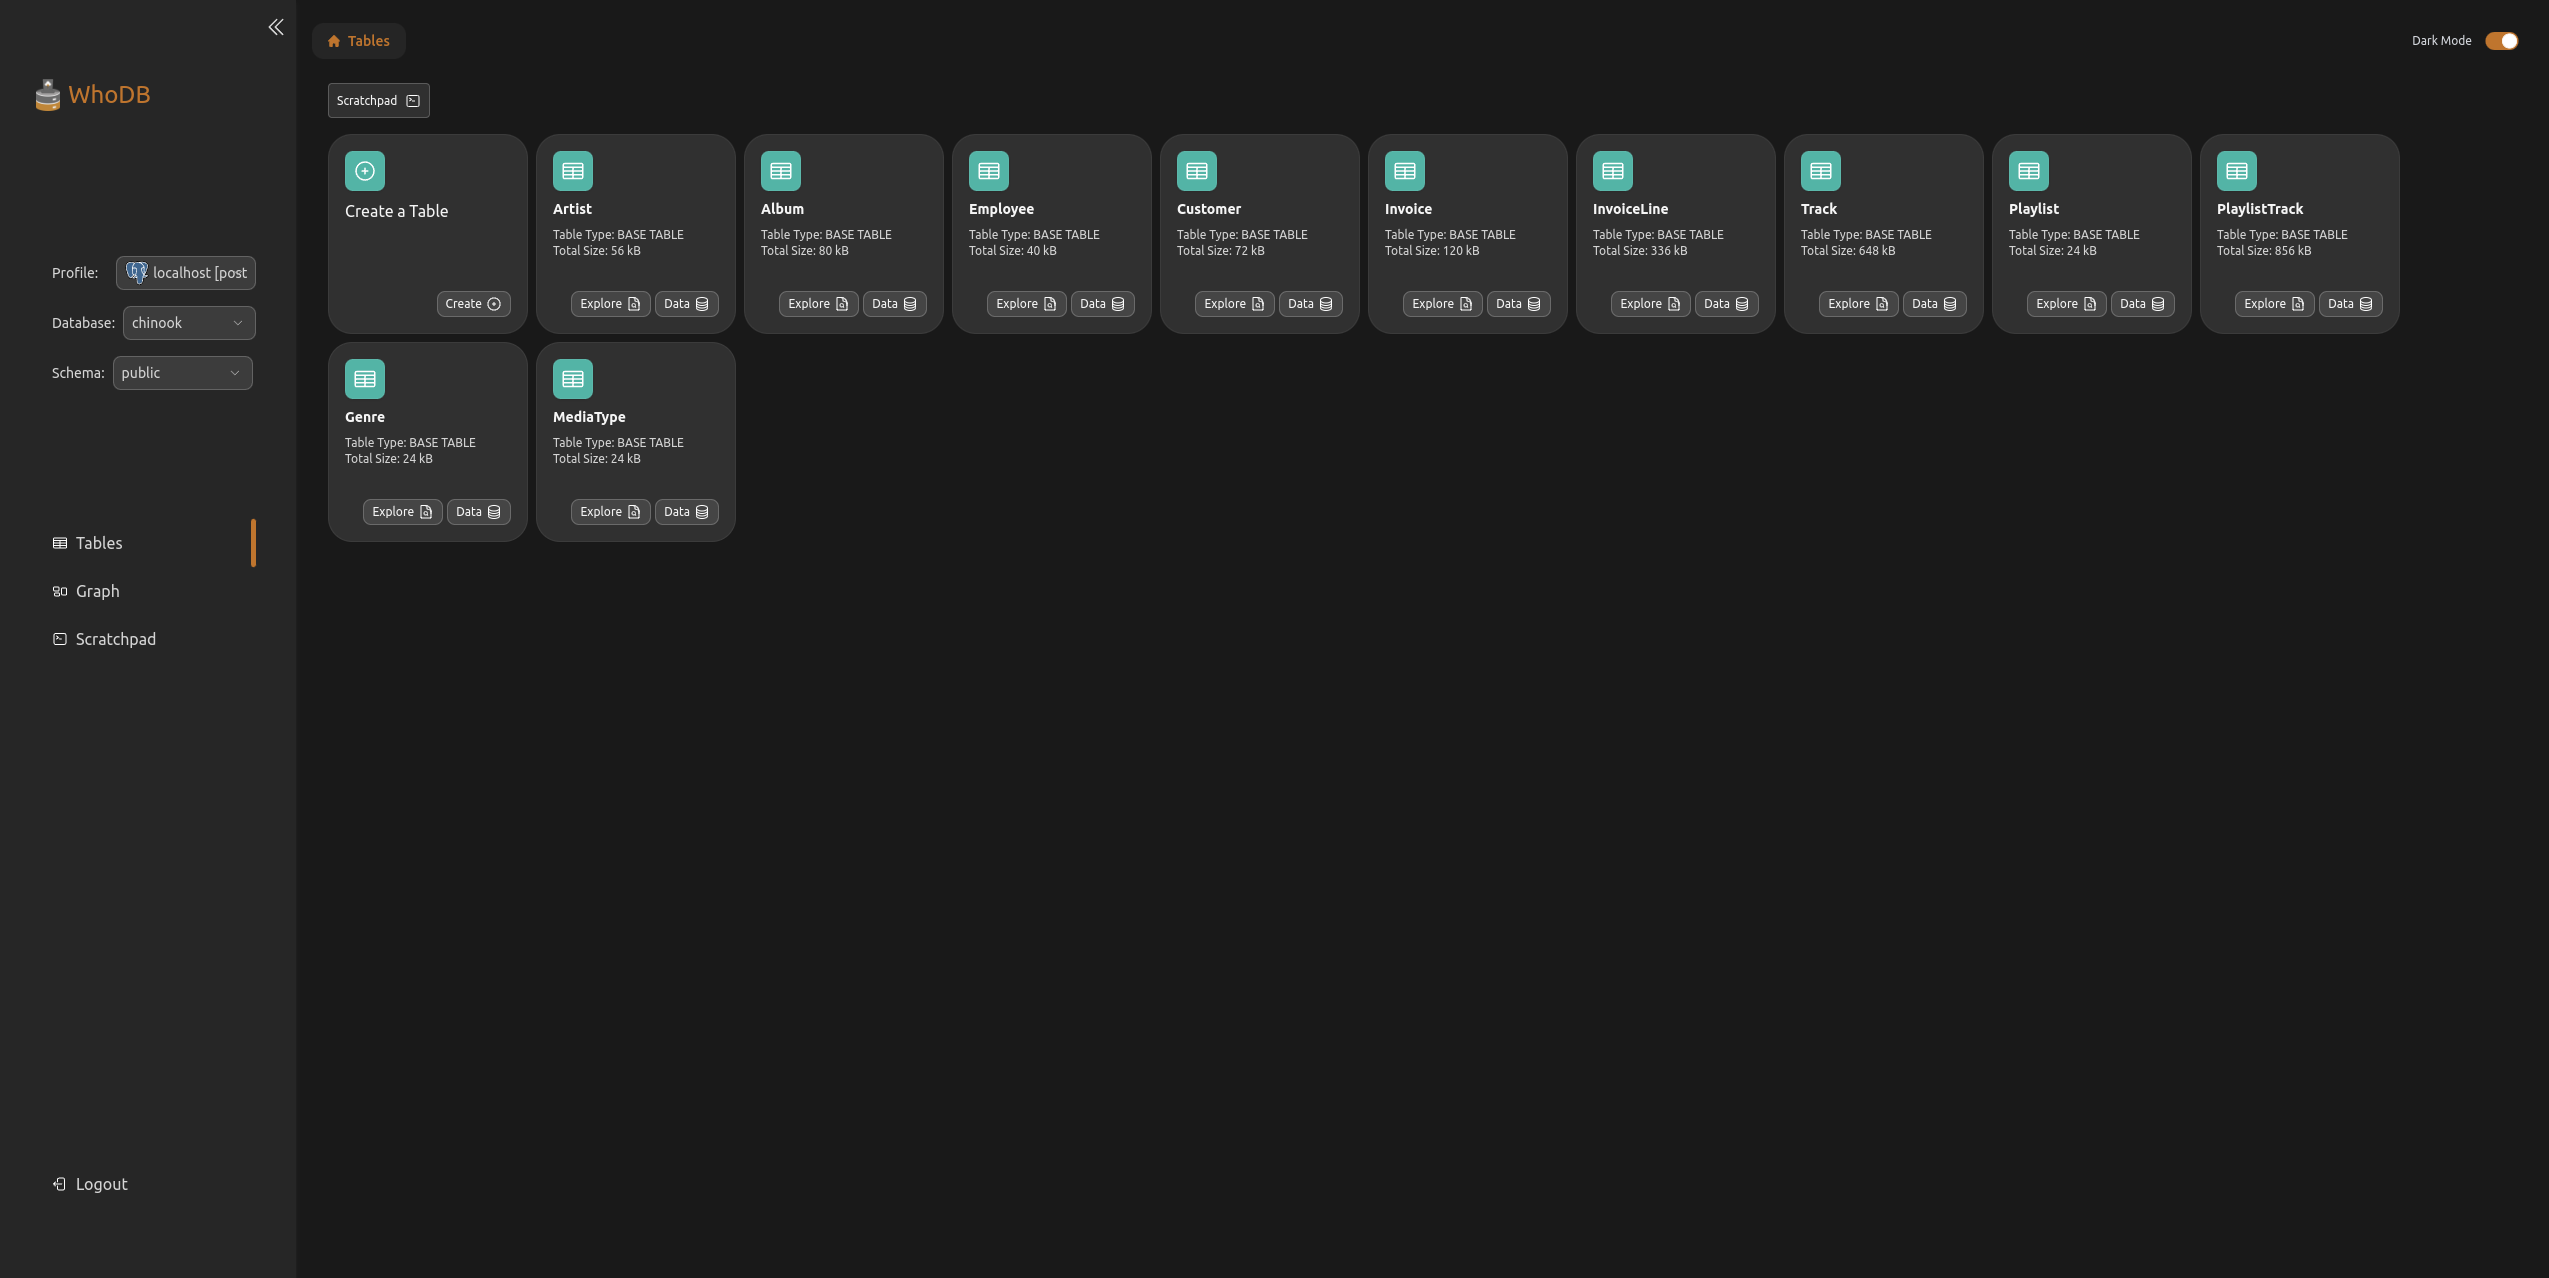 WhoDB
Profile: localhost [post
Database: chinook
Schema: public
Tables
Graph
Scratchpad
Logout
Tables
Dark Mode
Scratchpad
Create a Table
Create
Artist
Table Type: BASE TABLE
Total Size: 56 kB
Explore Data
Album
Table Type: BASE TABLE
Total Size: 80 kB
Explore Data
Employee
Table Type: BASE TABLE
Total Size: 40 kB
Explore Data
Customer
Table Type: BASE TABLE
Total Size: 72 kB
Explore Data
Invoice
Table Type: BASE TABLE
Total Size: 120 kB
Explore Data
InvoiceLine
Table Type: BASE TABLE
Total Size: 336 kB
Explore Data
Track
Table Type: BASE TABLE
Total Size: 648 kB
Explore Data
Playlist
Table Type: BASE TABLE
Total Size: 24 kB
Explore Data
PlaylistTrack
Table Type: BASE TABLE
Total Size: 856 kB
Explore Data
Genre
Table Type: BASE TABLE
Total Size: 24 kB
Explore Data
MediaType
Table Type: BASE TABLE
Total Size: 24 kB
Explore Data